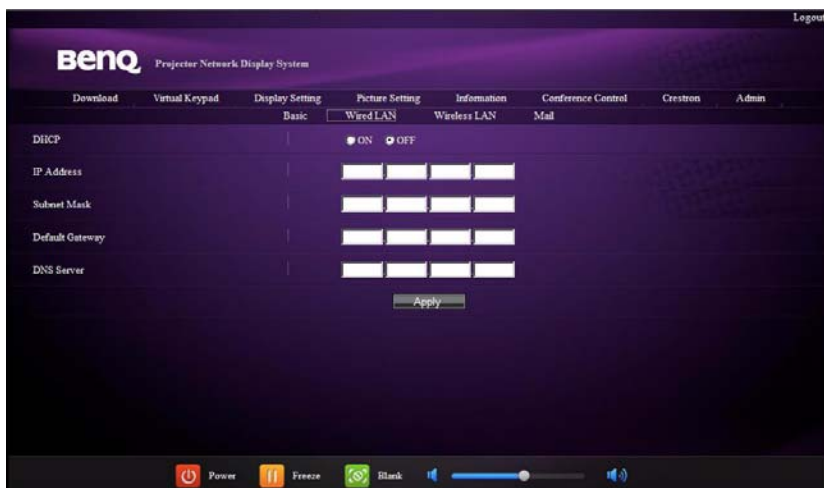 Logout
BenQ Projector Network Display System
Download Virtual Keypad Display Setting Picture Setting Information Conference Control Crestron Admin
Basic Wired LAN Wireless LAN Mail
DHCP ON OFF
IP Address
Subnet Mask
Default Gateway
DNS Server
Apply
Power Freeze Blank